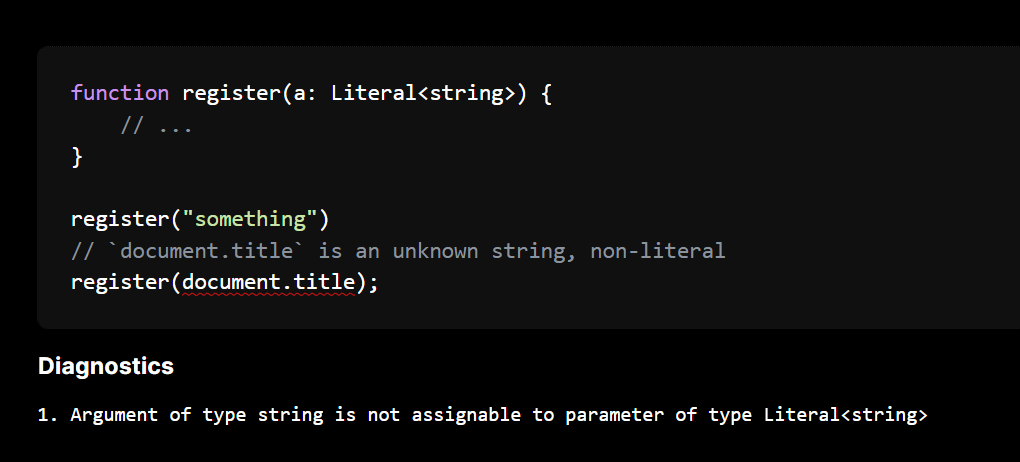 function register(a: Literal<string>) {
    // ...
}
register("something")
// `document.title` is an unknown string, non-literal
register(document.title);
Diagnostics
1. Argument of type string is not assignable to parameter of type Literal<string>